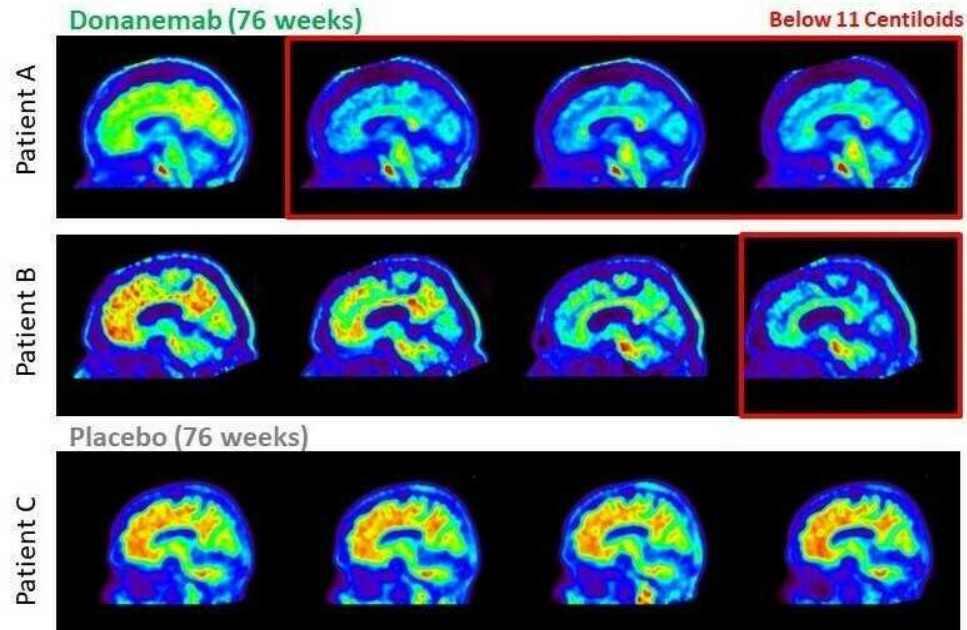 Donanemab (76 weeks)
Below 11 Centiloids
Patient A
Patient B
Placebo (76 weeks)
Patient C